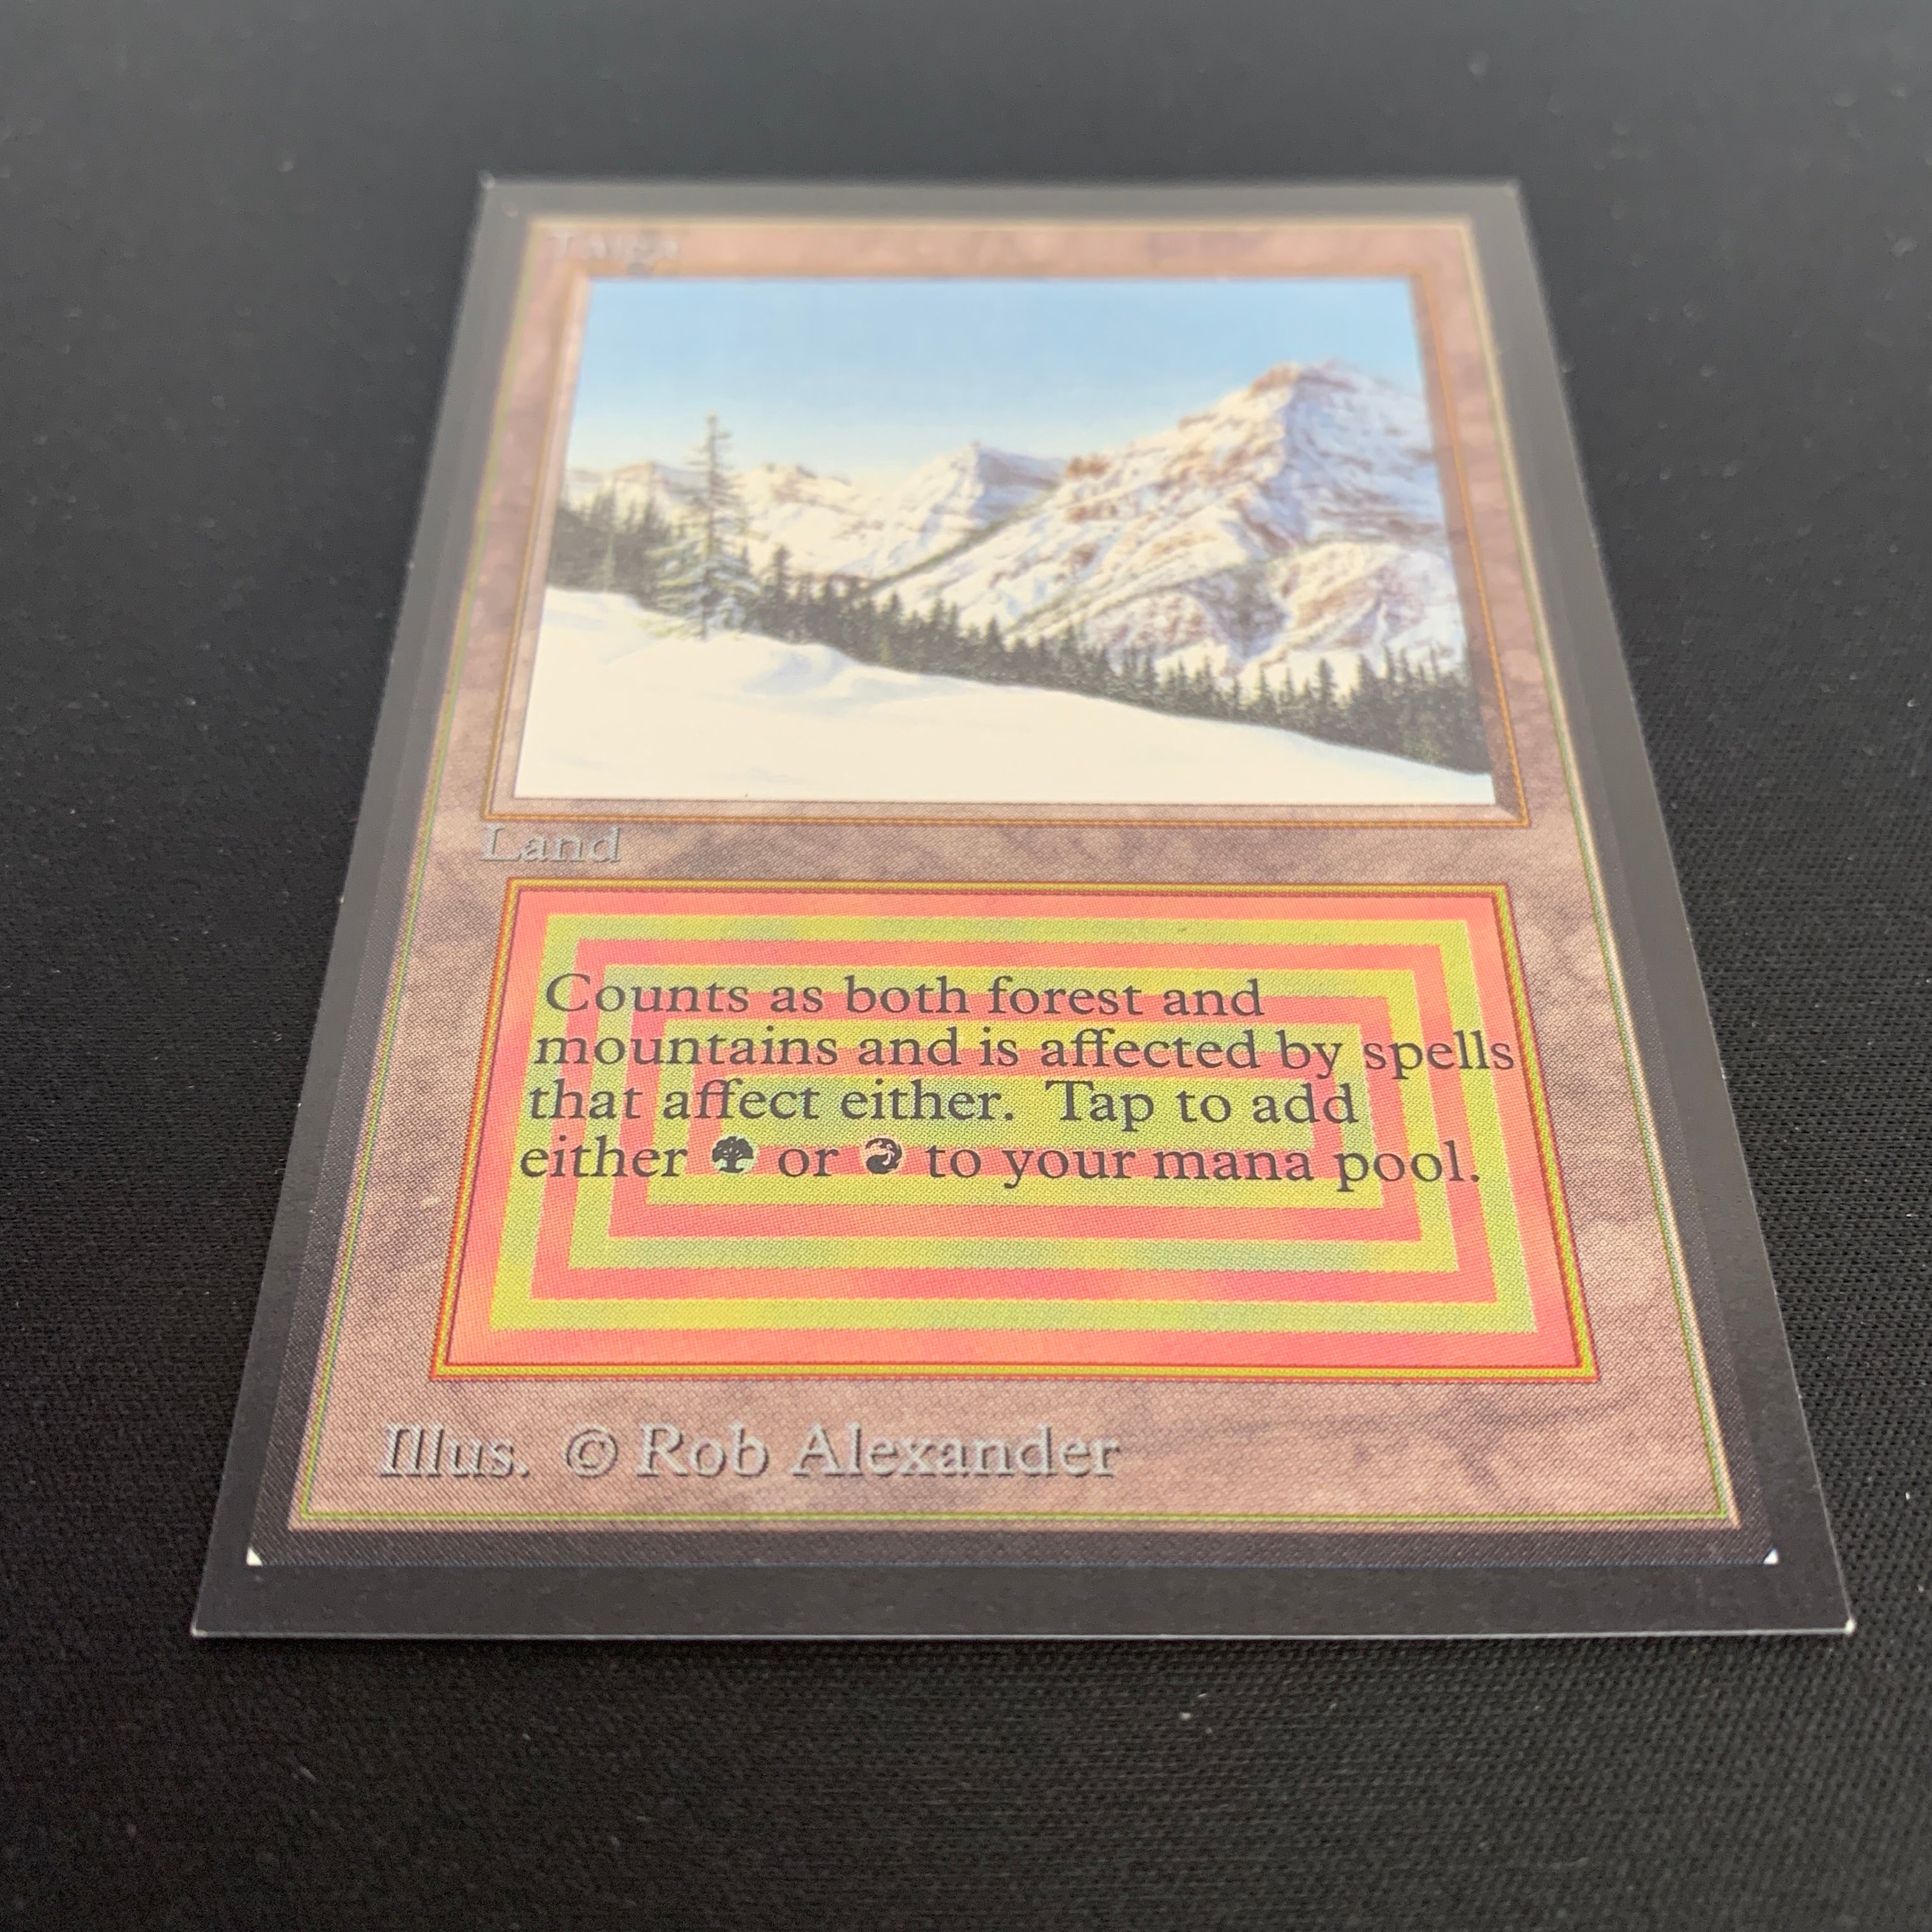 Taiga
Land
Counts as both forest and
mountains and is affected by spells
that affect either. Tap to add
either or to your mana pool.
Illus. © Rob Alexander